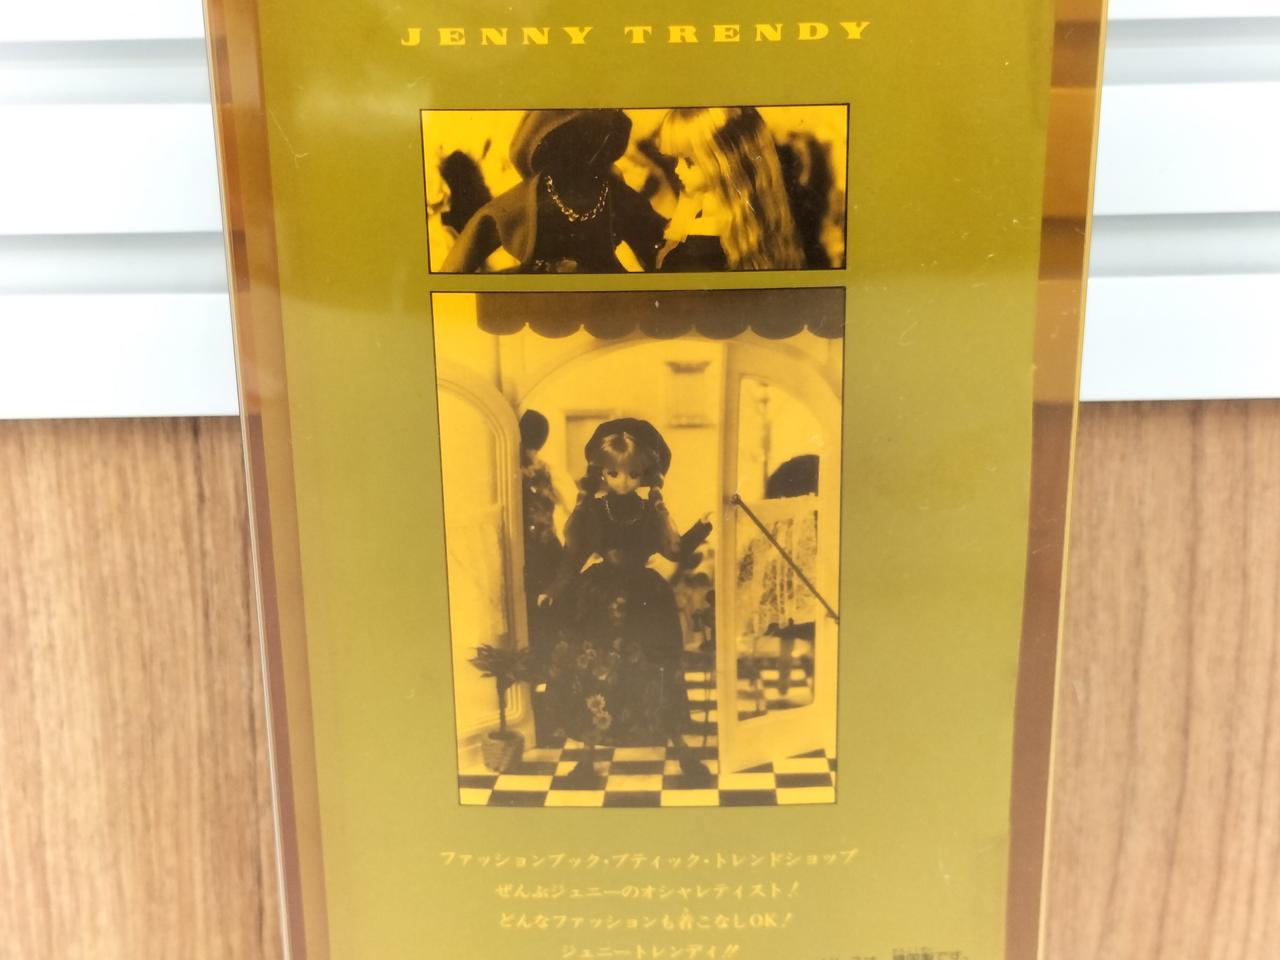 JENNY TRENDY
ファッションブック・ブティック・トレンドショップ
ぜんぶジェニーのオシャレテイスト!
どんなファッションも着こなしOK!
ジェニートレンディ!!